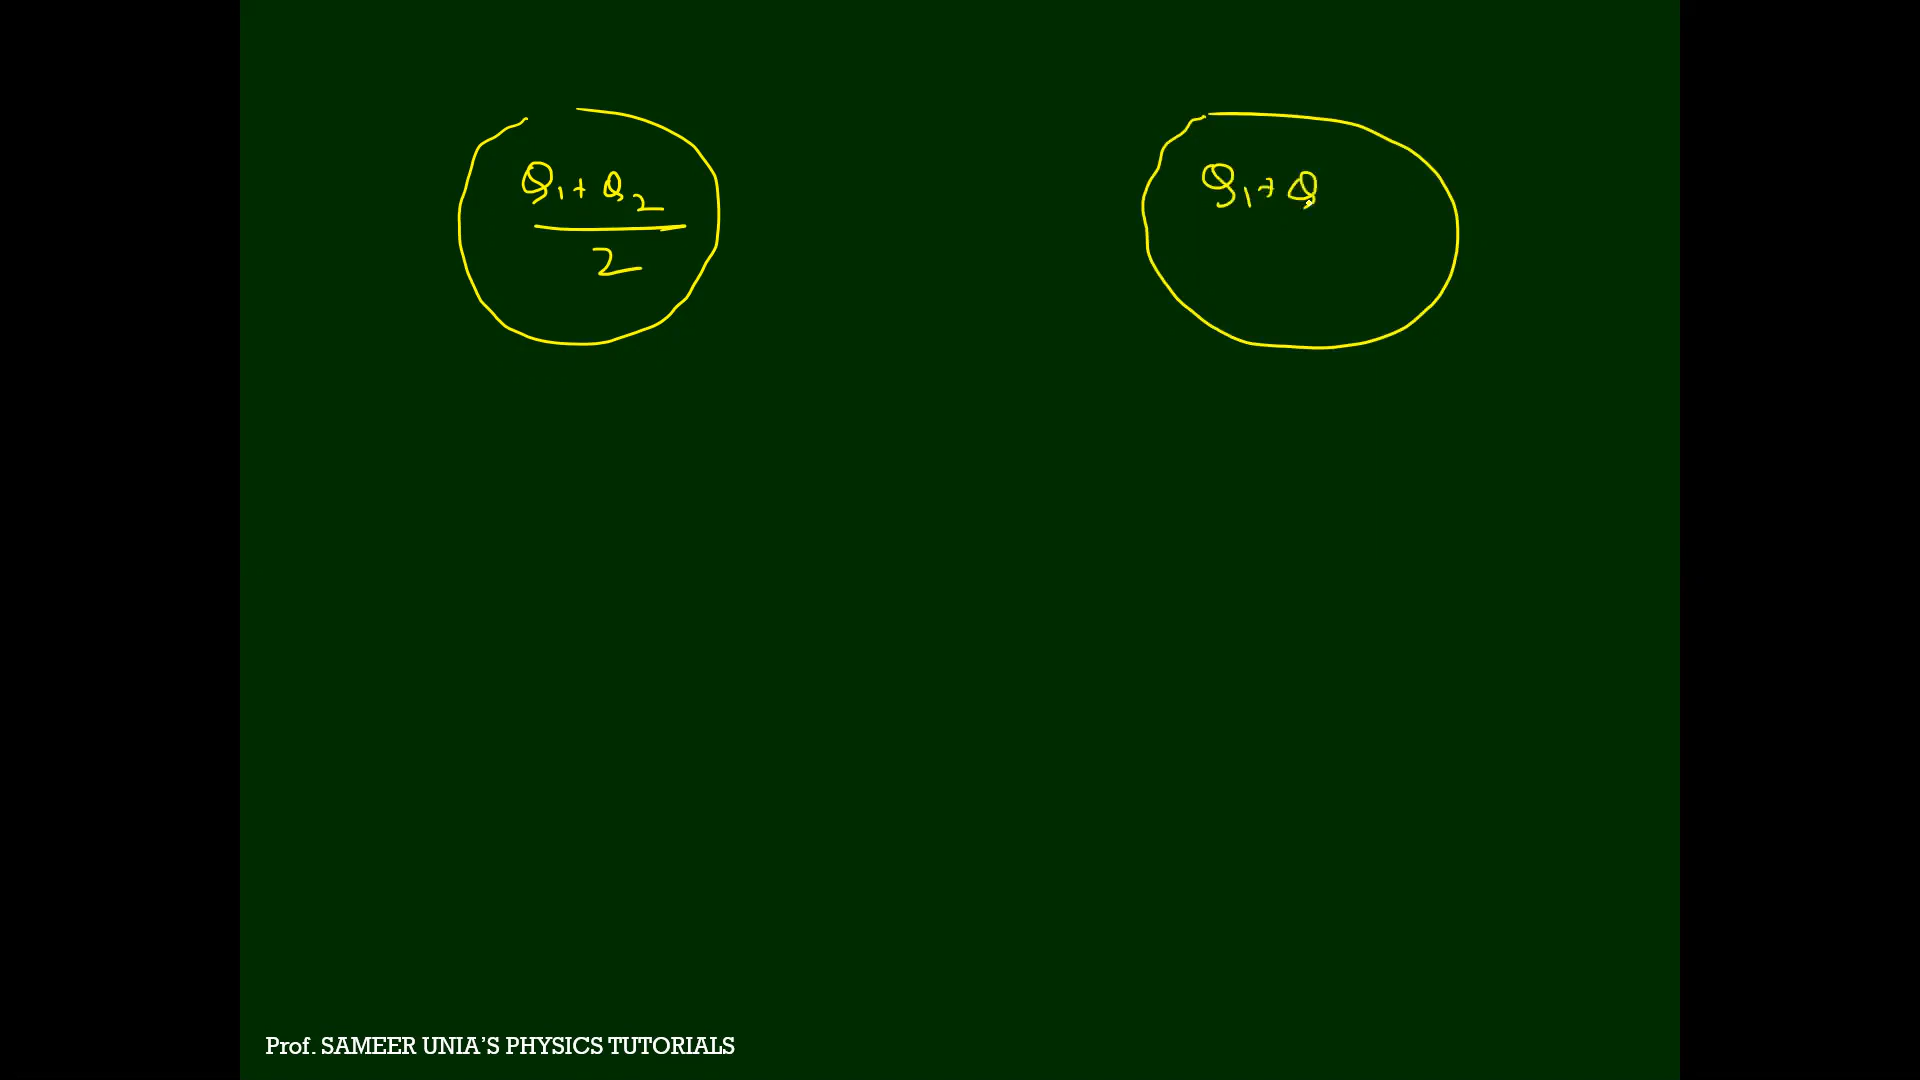 Q₁ + Q₂
2
Q₁ + Q
Prof. SAMEER UNIA'S PHYSICS TUTORIALS